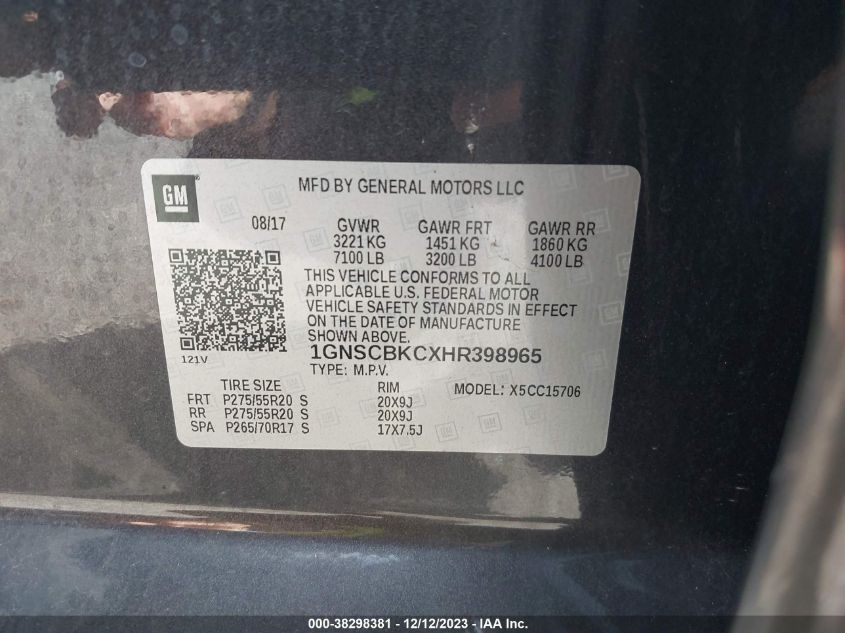 GM
MFD BY GENERAL MOTORS LLC
08/17 GVWR GAWR FRT GAWR RR
3221 KG 1451 KG 1860 KG
7100 LB 3200 LB 4100 LB
THIS VEHICLE CONFORMS TO ALL
APPLICABLE U.S. FEDERAL MOTOR
VEHICLE SAFETY STANDARDS IN EFFECT
ON THE DATE OF MANUFACTURE
SHOWN ABOVE.
121V
1GNSCBKCXHR398965
TYPE: M.P.V.
TIRE SIZE RIM MODEL: X5CC15706
FRT P275/55R20 S 20X9J
RR P275/55R20 S 20X9J
SPA P265/70R17 S 17X7.5J
000-38298381 - 12/12/2023 - IAA Inc.